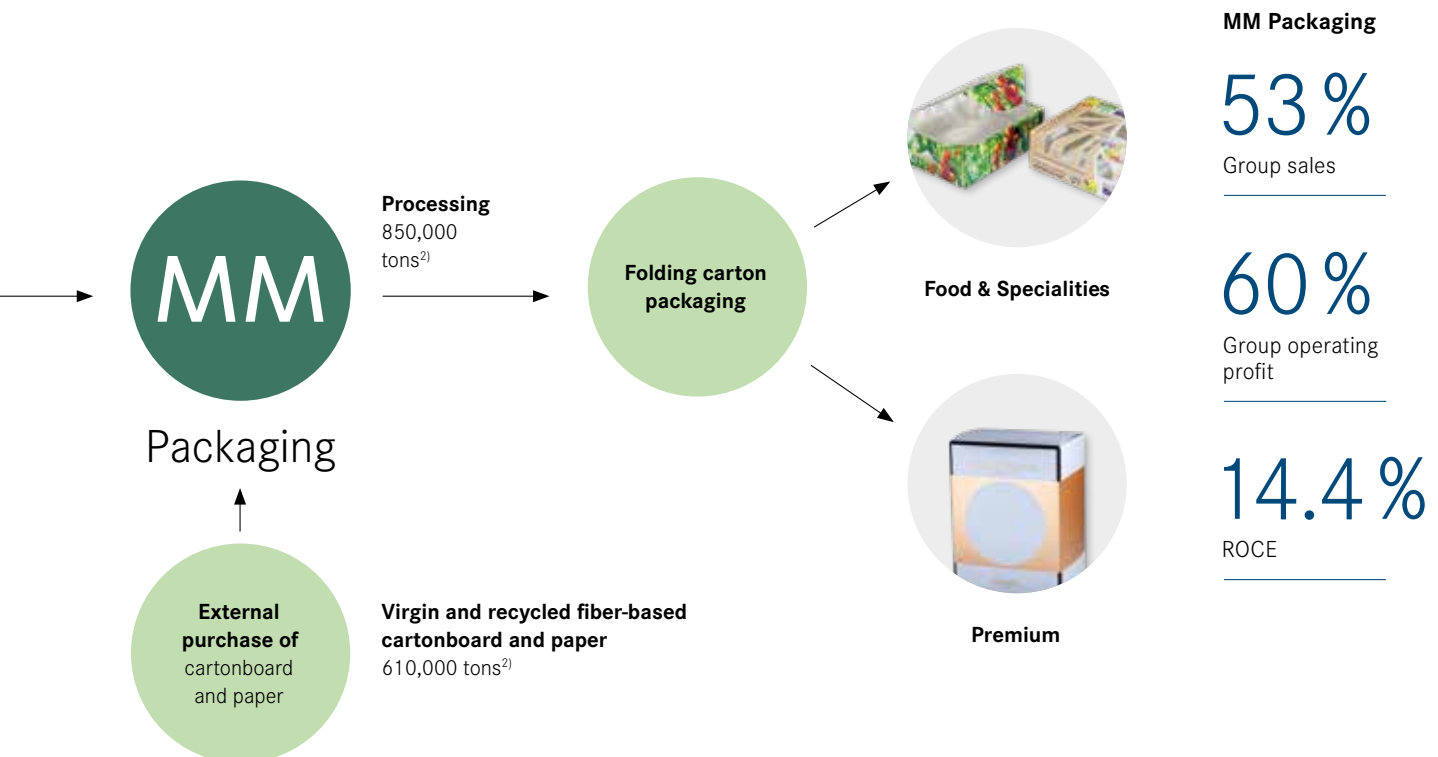 MM
Packaging
Processing
850,000
tons2)
External
purchase of
cartonboard
and paper
Virgin and recycled fiber-based
cartonboard and paper
610,000 tons2)
Folding carton
packaging
Food & Specialities
Premium
MM Packaging
53 %
Group sales
60 %
Group operating
profit
14.4 %
ROCE